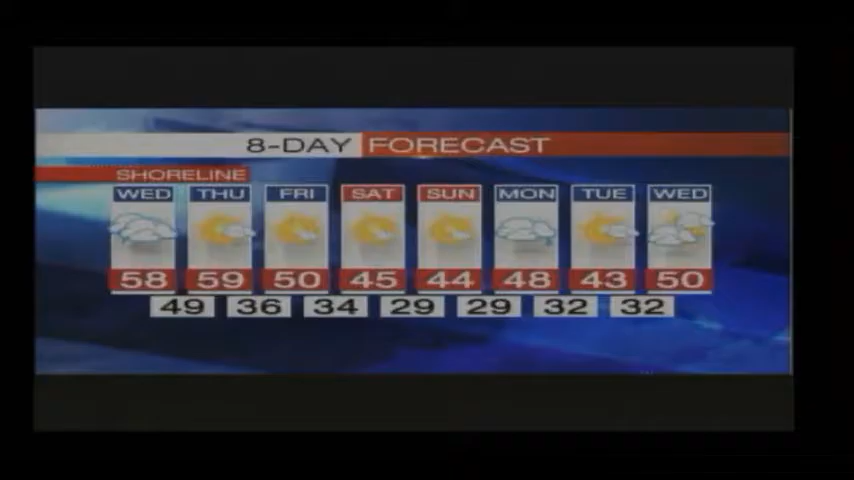 8-DAY FORECAST
SHORELINE
WED THU FRI SAT SUN MON TUE WED
58 59 50 45 44 48 43 50
49 36 34 29 29 32 32